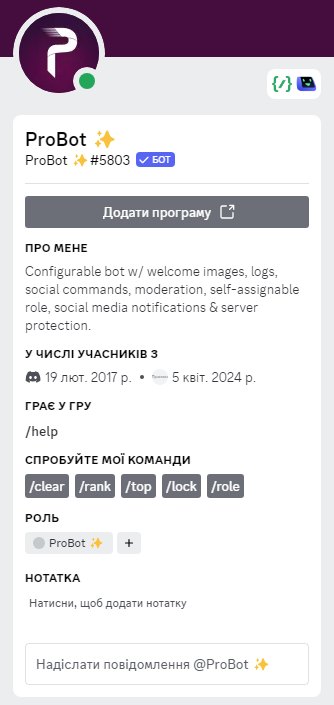 ProBot ✨
ProBot ✨#5803 БОТ
Додати програму
ПРО МЕНЕ
Configurable bot w/ welcome images, logs,
social commands, moderation, self-assignable
role, social media notifications & server
protection.
У ЧИСЛІ УЧАСНИКІВ З
19 лют. 2017 р. • 5 квіт. 2024 р.
ГРАЄ У ГРУ
/help
СПРОБУЙТЕ МОЇ КОМАНДИ
/clear /rank /top /lock /role
РОЛЬ
ProBot ✨ +
НОТАТКА
Натисни, щоб додати нотатку
Надіслати повідомлення @ProBot ✨